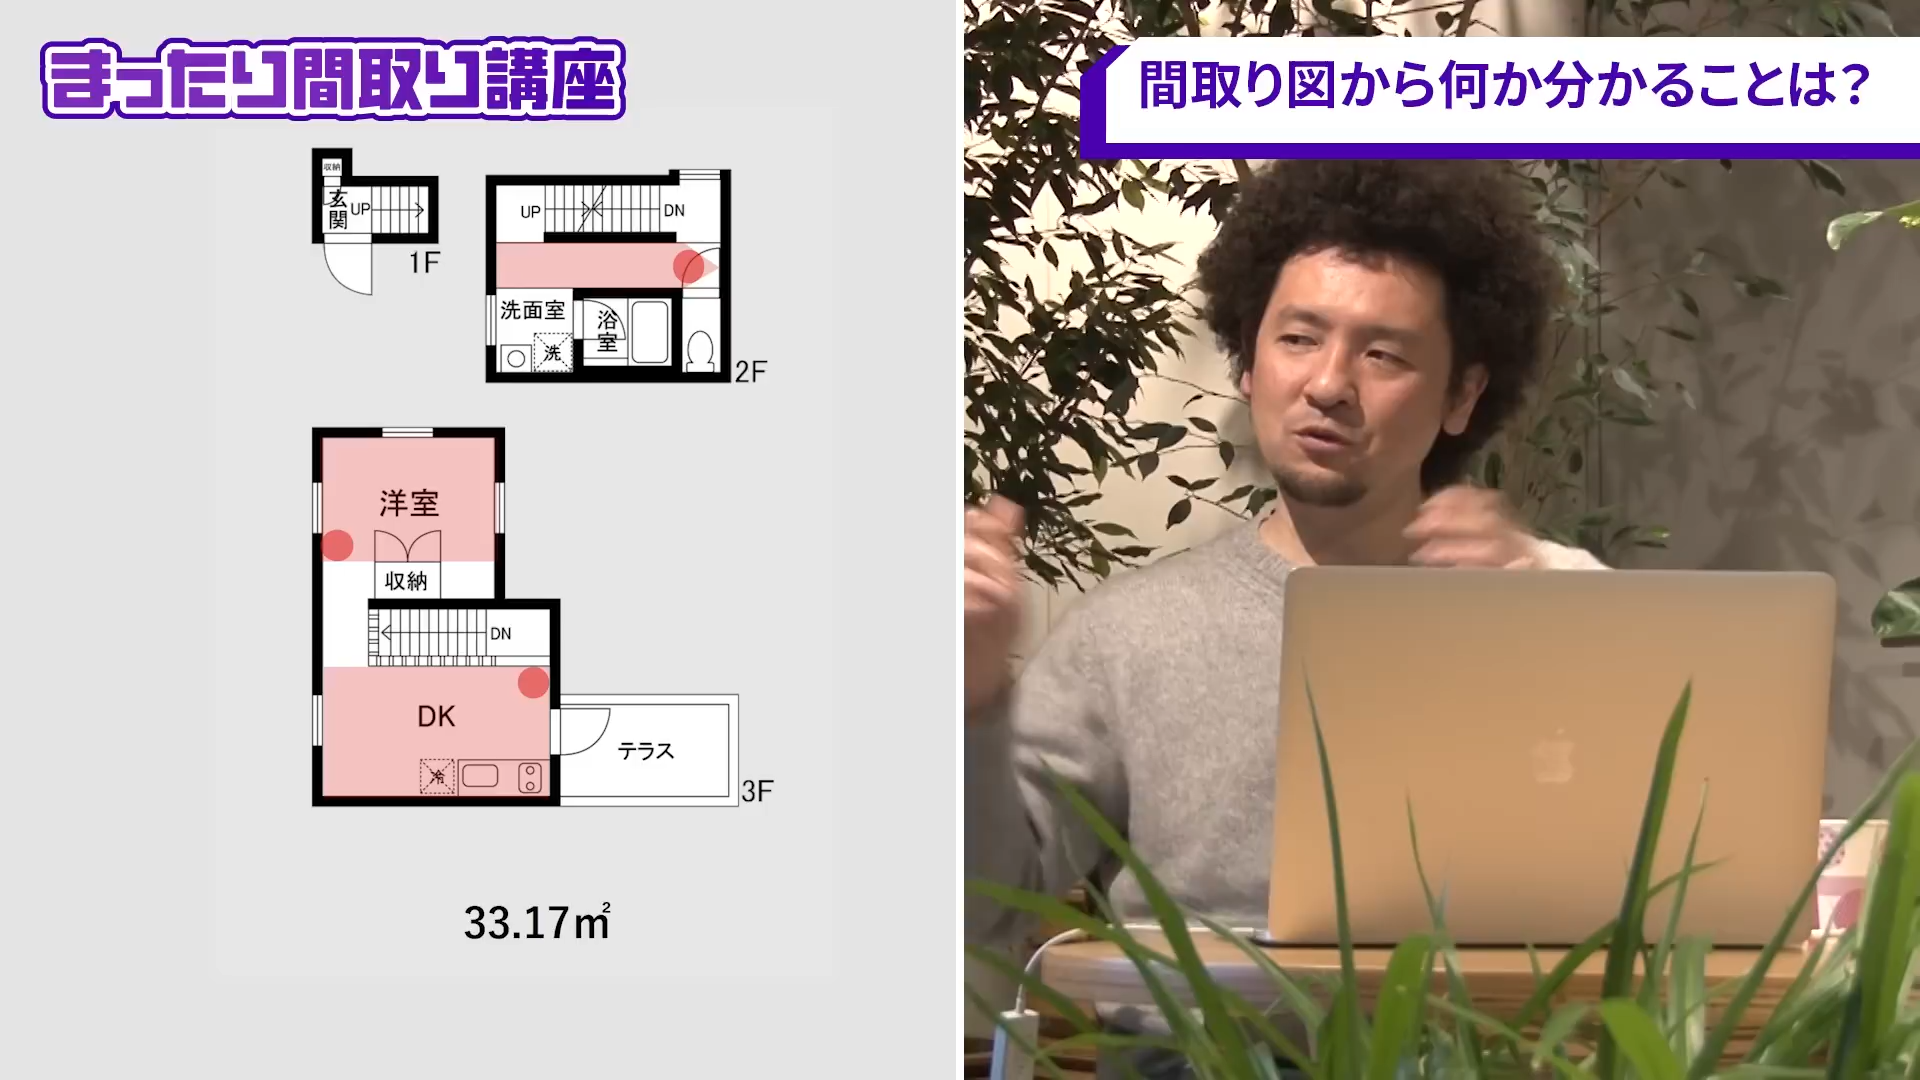 まったり間取り講座
間取り図から何か分かることは？
収納
玄関
UP
1F
UP
DN
洗面室
浴室
洗
2F
洋室
収納
DN
DK
冷
テラス
3F
33.17㎡